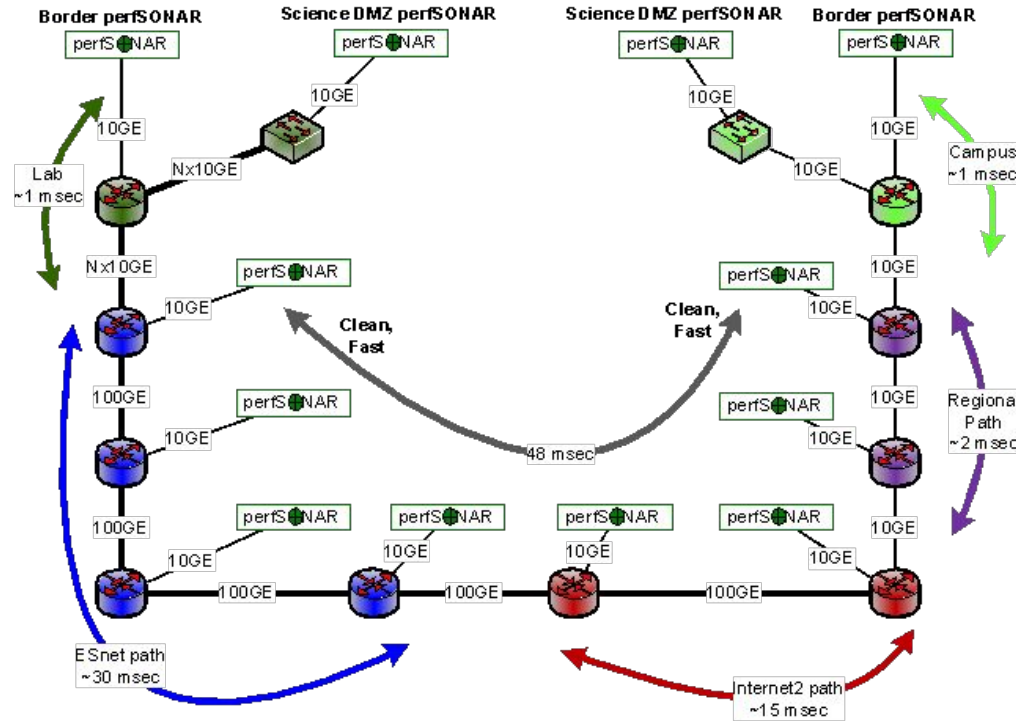 Border perfSONAR
Science DMZ perfSONAR
Science DMZ perfSONAR
Border perfSONAR
perfSONAR
perfSONAR
perfSONAR
perfSONAR
10GE
10GE
10GE
10GE
Lab
~1 msec
Nx10GE
10GE
Campus
~1 msec
Nx10GE
perfSONAR
10GE
10GE
perfSONAR
10GE
Clean,
Fast
Clean,
Fast
100GE
perfSONAR
10GE
48 msec
perfSONAR
10GE
10GE
Regional
Path
~2 msec
100GE
perfSONAR
10GE
perfSONAR
10GE
perfSONAR
10GE
perfSONAR
10GE
10GE
100GE
100GE
100GE
ESnet path
~30 msec
Internet2 path
~15 msec